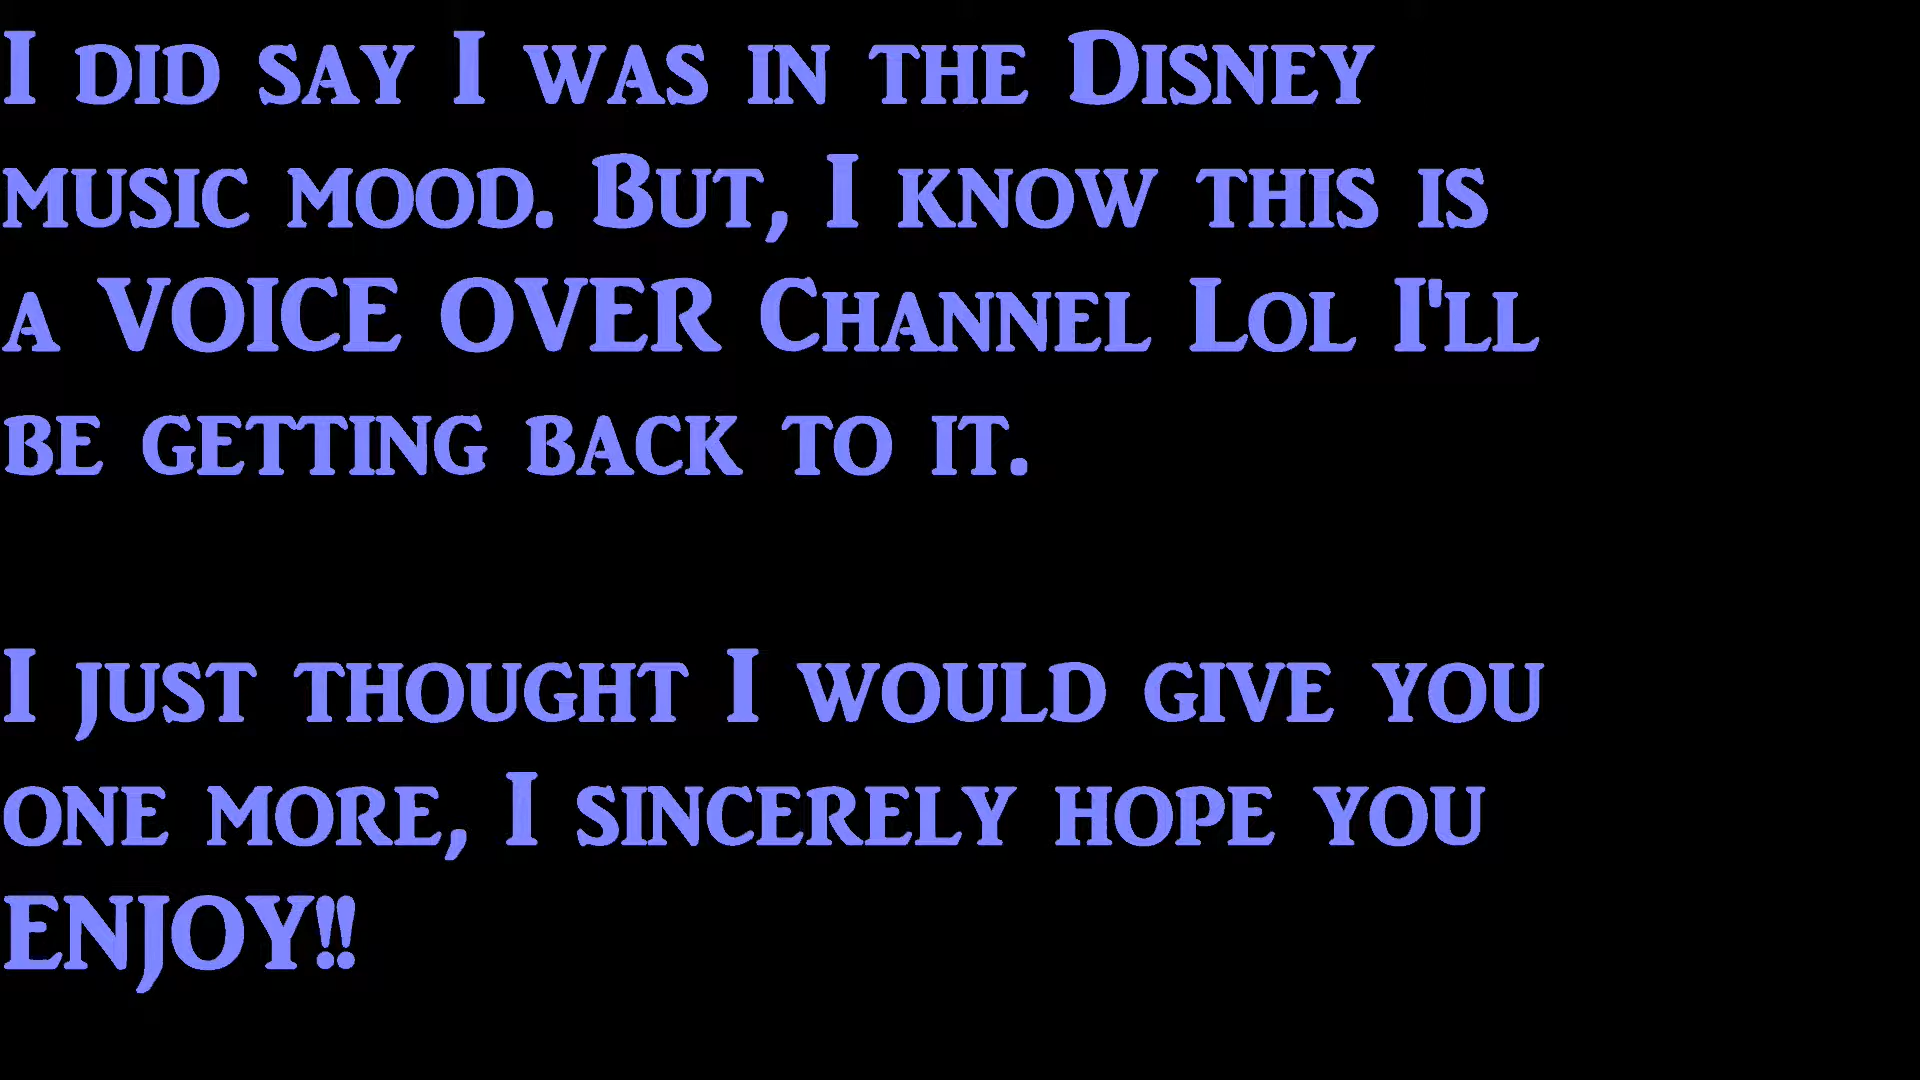 I did say I was in the Disney
music mood. But, I know this is
a VOICE OVER Channel Lol I'll
be getting back to it.
I just thought I would give you
one more, I sincerely hope you
ENJOY!!